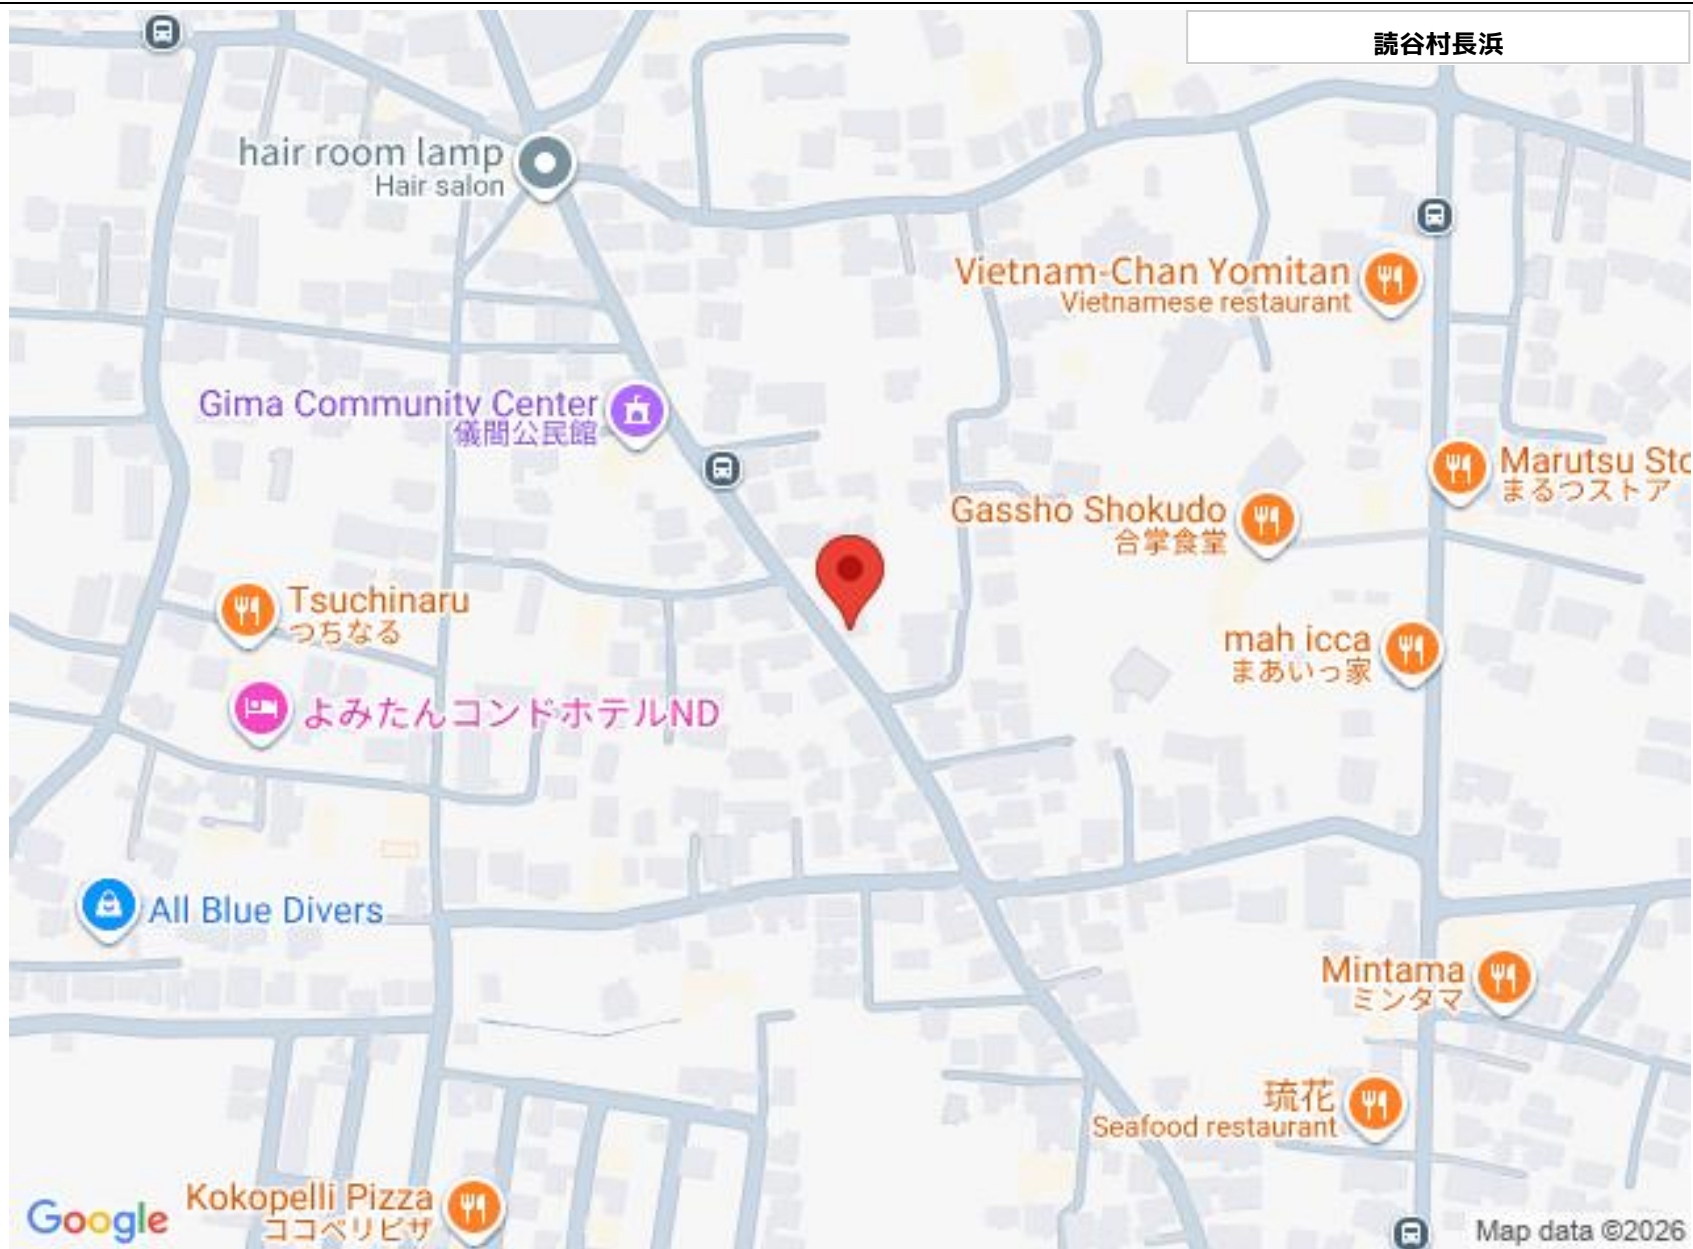 読谷村長浜
hair room lamp
Hair salon
Vietnam-Chan Yomitan
Vietnamese restaurant
Gima Community Center
儀間公民館
Marutsu Sto
まるつストア
Gassho Shokudo
合掌食堂
Tsuchinaru
つちなる
mah icca
まあいっ家
よみたんコンドホテルND
All Blue Divers
Mintama
ミンタマ
琉花
Seafood restaurant
Kokopelli Pizza
ココペリピザ
Google
Map data ©2026